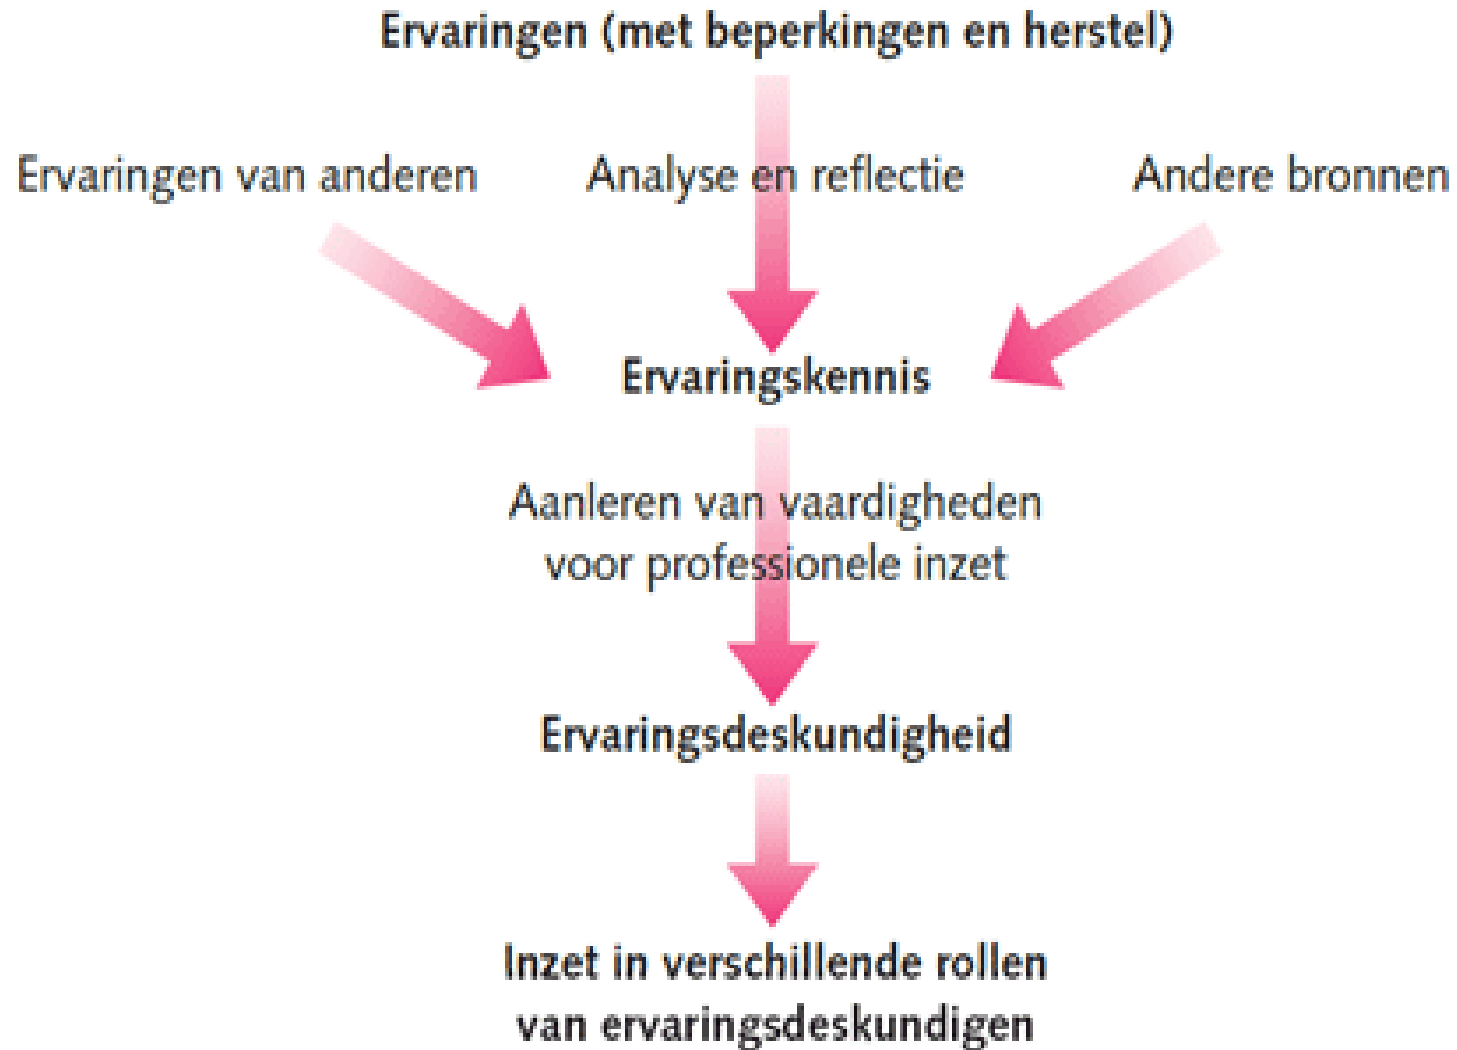 Ervaringen (met beperkingen en herstel)
Ervaringen van anderen
Analyse en reflectie
Andere bronnen
Ervaringskennis
Aanleren van vaardigheden
voor professionele inzet
Ervaringsdeskundigheid
Inzet in verschillende rollen
van ervaringsdeskundigen